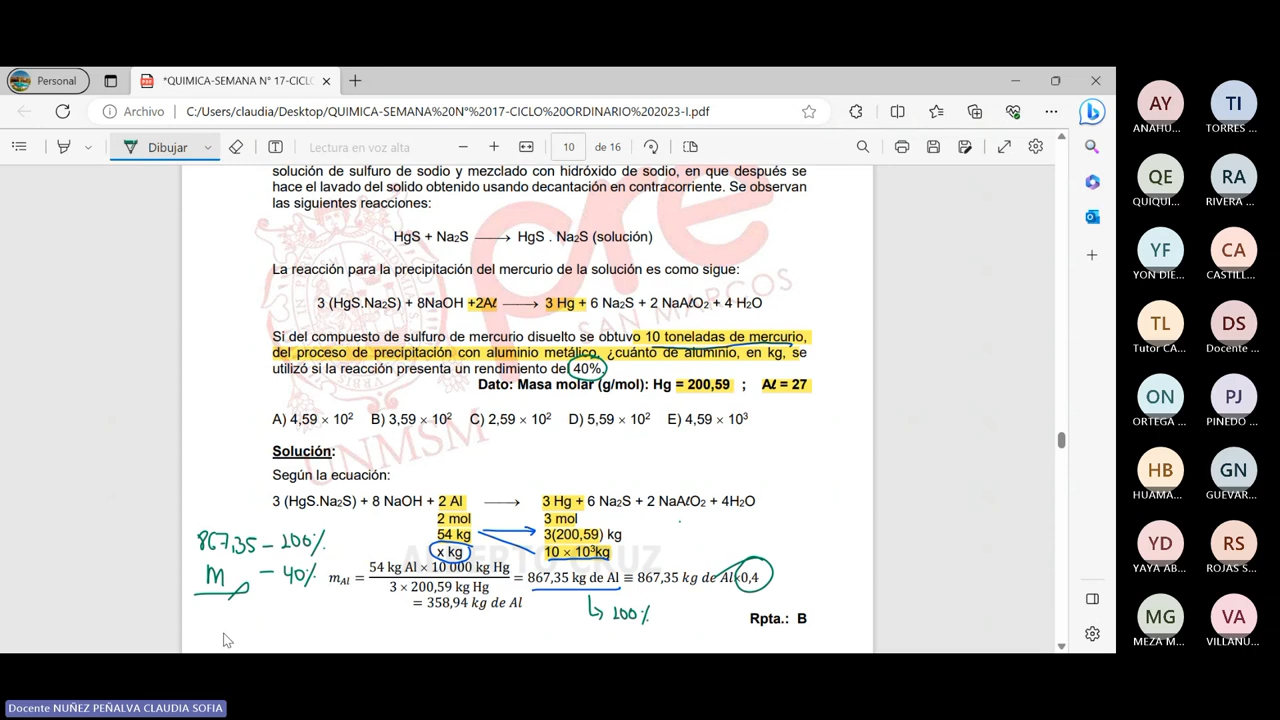 Personal
*QUIMICA-SEMANA N° 17-CICLO
Archivo
C:/Users/claudia/Desktop/QUIMICA-SEMANA%20N°%2017-CICLO%20ORDINARIO%202023-I.pdf
Dibujar
Lectura en voz alta
10
de 16
solución de sulfuro de sodio y mezclado con hidróxido de sodio, en que después se
hace el lavado del solido obtenido usando decantación en contracorriente. Se observan
las siguientes reacciones:
HgS + Na₂S ⟶ HgS . Na₂S (solución)
La reacción para la precipitación del mercurio de la solución es como sigue:
3 (HgS.Na₂S) + 8NaOH +2Aℓ ⟶ 3 Hg + 6 Na₂S + 2 NaAℓO₂ + 4 H₂O
Si del compuesto de sulfuro de mercurio disuelto se obtuvo 10 toneladas de mercurio,
del proceso de precipitación con aluminio metálico, ¿cuánto de aluminio, en kg, se
utilizó si la reacción presenta un rendimiento de 40%.
Dato: Masa molar (g/mol): Hg = 200,59 ; Aℓ = 27
A) 4,59 × 10² B) 3,59 × 10² C) 2,59 × 10² D) 5,59 × 10² E) 4,59 × 10³
Solución:
Según la ecuación:
3 (HgS.Na₂S) + 8 NaOH + 2 Al ⟶ 3 Hg + 6 Na₂S + 2 NaAℓO₂ + 4H₂O
2 mol 3 mol
54 kg 3(200,59) kg
x kg 10 × 10³kg
867,35 – 100%
m – 40%
m_Al = 54 kg Al × 10 000 kg Hg / 3 × 200,59 kg Hg = 867,35 kg de Al ≡ 867,35 kg de Al×0,4
= 358,94 kg de Al
100%
Rpta.: B
CRE
SAN MARCOS
UNMSM
ALBERTO CRUZ
AY
ANAHU...
TI
TORRES ...
QE
QUIQUI...
RA
RIVERA ...
YF
YON DIE...
CA
CASTILL...
TL
Tutor CA...
DS
Docente ...
ON
ORTEGA ...
PJ
PINEDO ...
HB
HUAMA...
GN
GUEVAR...
YD
YAYA AB...
RS
ROJAS S...
MG
MEZA M...
VA
VILLANU...
Docente NUÑEZ PEÑALVA CLAUDIA SOFIA